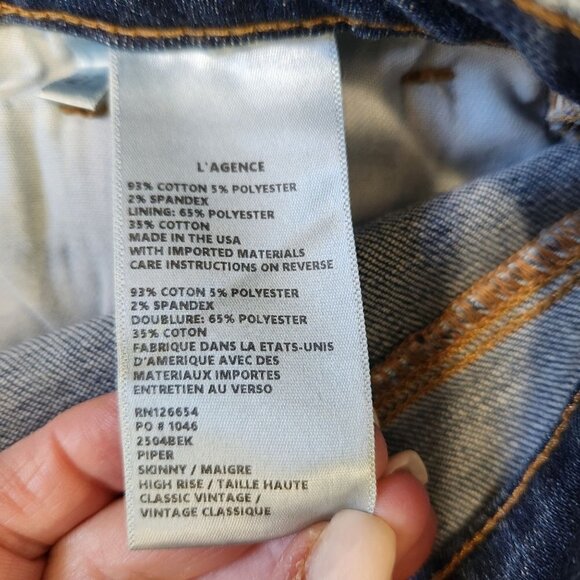 L'AGENCE
93% COTTON 5% POLYESTER
2% SPANDEX
LINING: 65% POLYESTER
35% COTTON
MADE IN THE USA
WITH IMPORTED MATERIALS
CARE INSTRUCTIONS ON REVERSE
93% COTON 5% POLYESTER
2% SPANDEX
DOUBLURE: 65% POLYESTER
35% COTON
FABRIQUE DANS LA ETATS-UNIS
D'AMERIQUE AVEC DES
MATERIAUX IMPORTES
ENTRETIEN AU VERSO
RN126654
PO # 1046
2504BEK
PIPER
SKINNY / MAIGRE
HIGH RISE / TAILLE HAUTE
CLASSIC VINTAGE /
VINTAGE CLASSIQUE